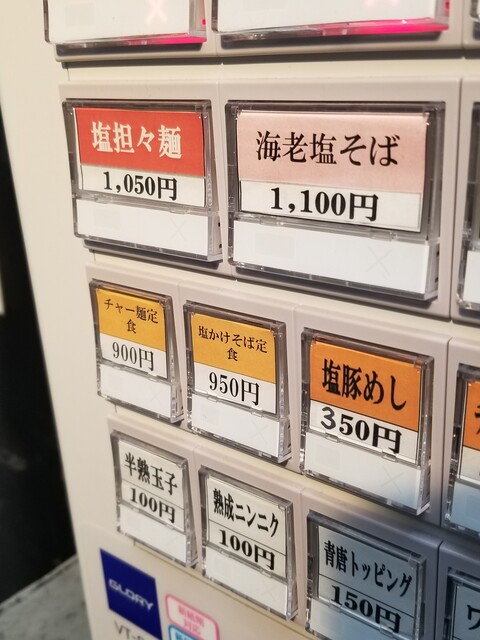 塩担々麺
1,050円
海老塩そば
1,100円
チャー麺定
食
900円
塩かけそば定
食
950円
塩豚めし
350円
半熟玉子
100円
熟成ニンニク
100円
青唐トッピング
150円
GLORY